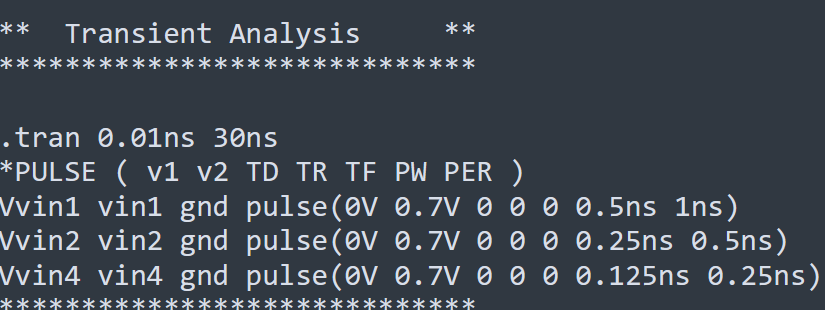 **  Transient Analysis     **
*****************************
.tran 0.01ns 30ns
*PULSE ( v1 v2 TD TR TF PW PER )
Vvin1 vin1 gnd pulse(0V 0.7V 0 0 0 0.5ns 1ns)
Vvin2 vin2 gnd pulse(0V 0.7V 0 0 0 0.25ns 0.5ns)
Vvin4 vin4 gnd pulse(0V 0.7V 0 0 0 0.125ns 0.25ns)
*****************************